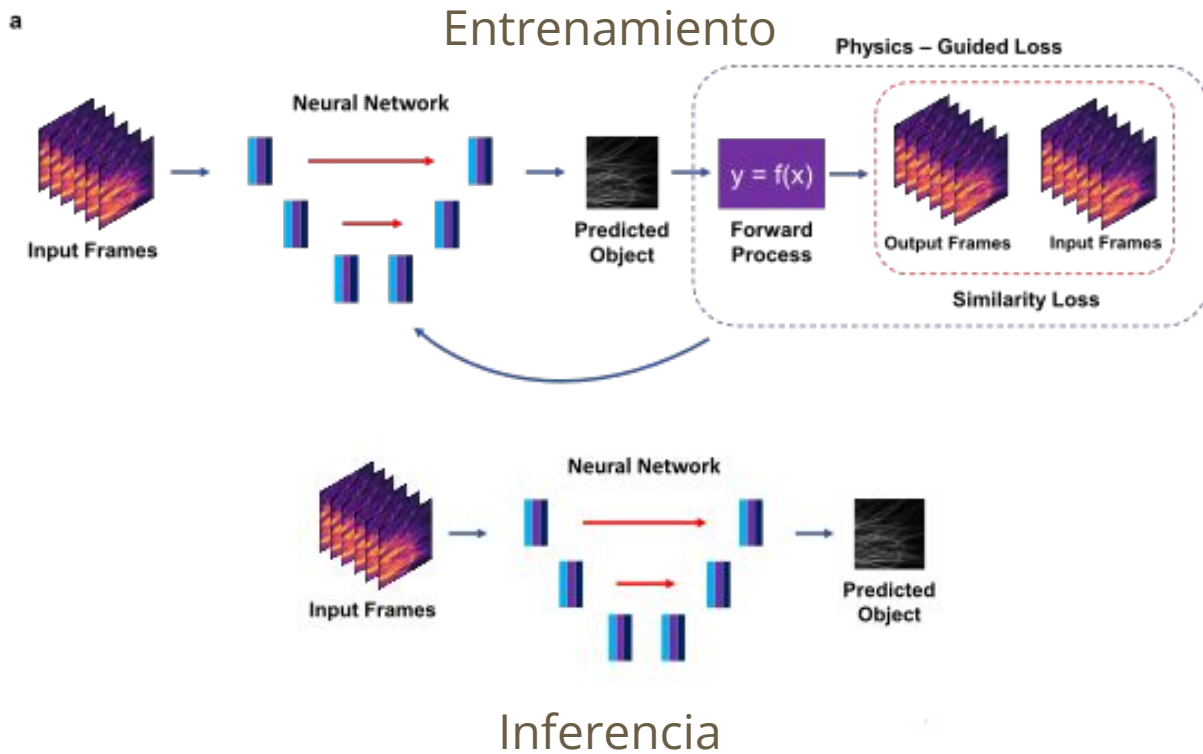 a
Entrenamiento
Physics – Guided Loss
Neural Network
Input Frames
Predicted
Object
y = f(x)
Forward
Process
Output Frames
Input Frames
Similarity Loss
Neural Network
Input Frames
Predicted
Object
Inferencia